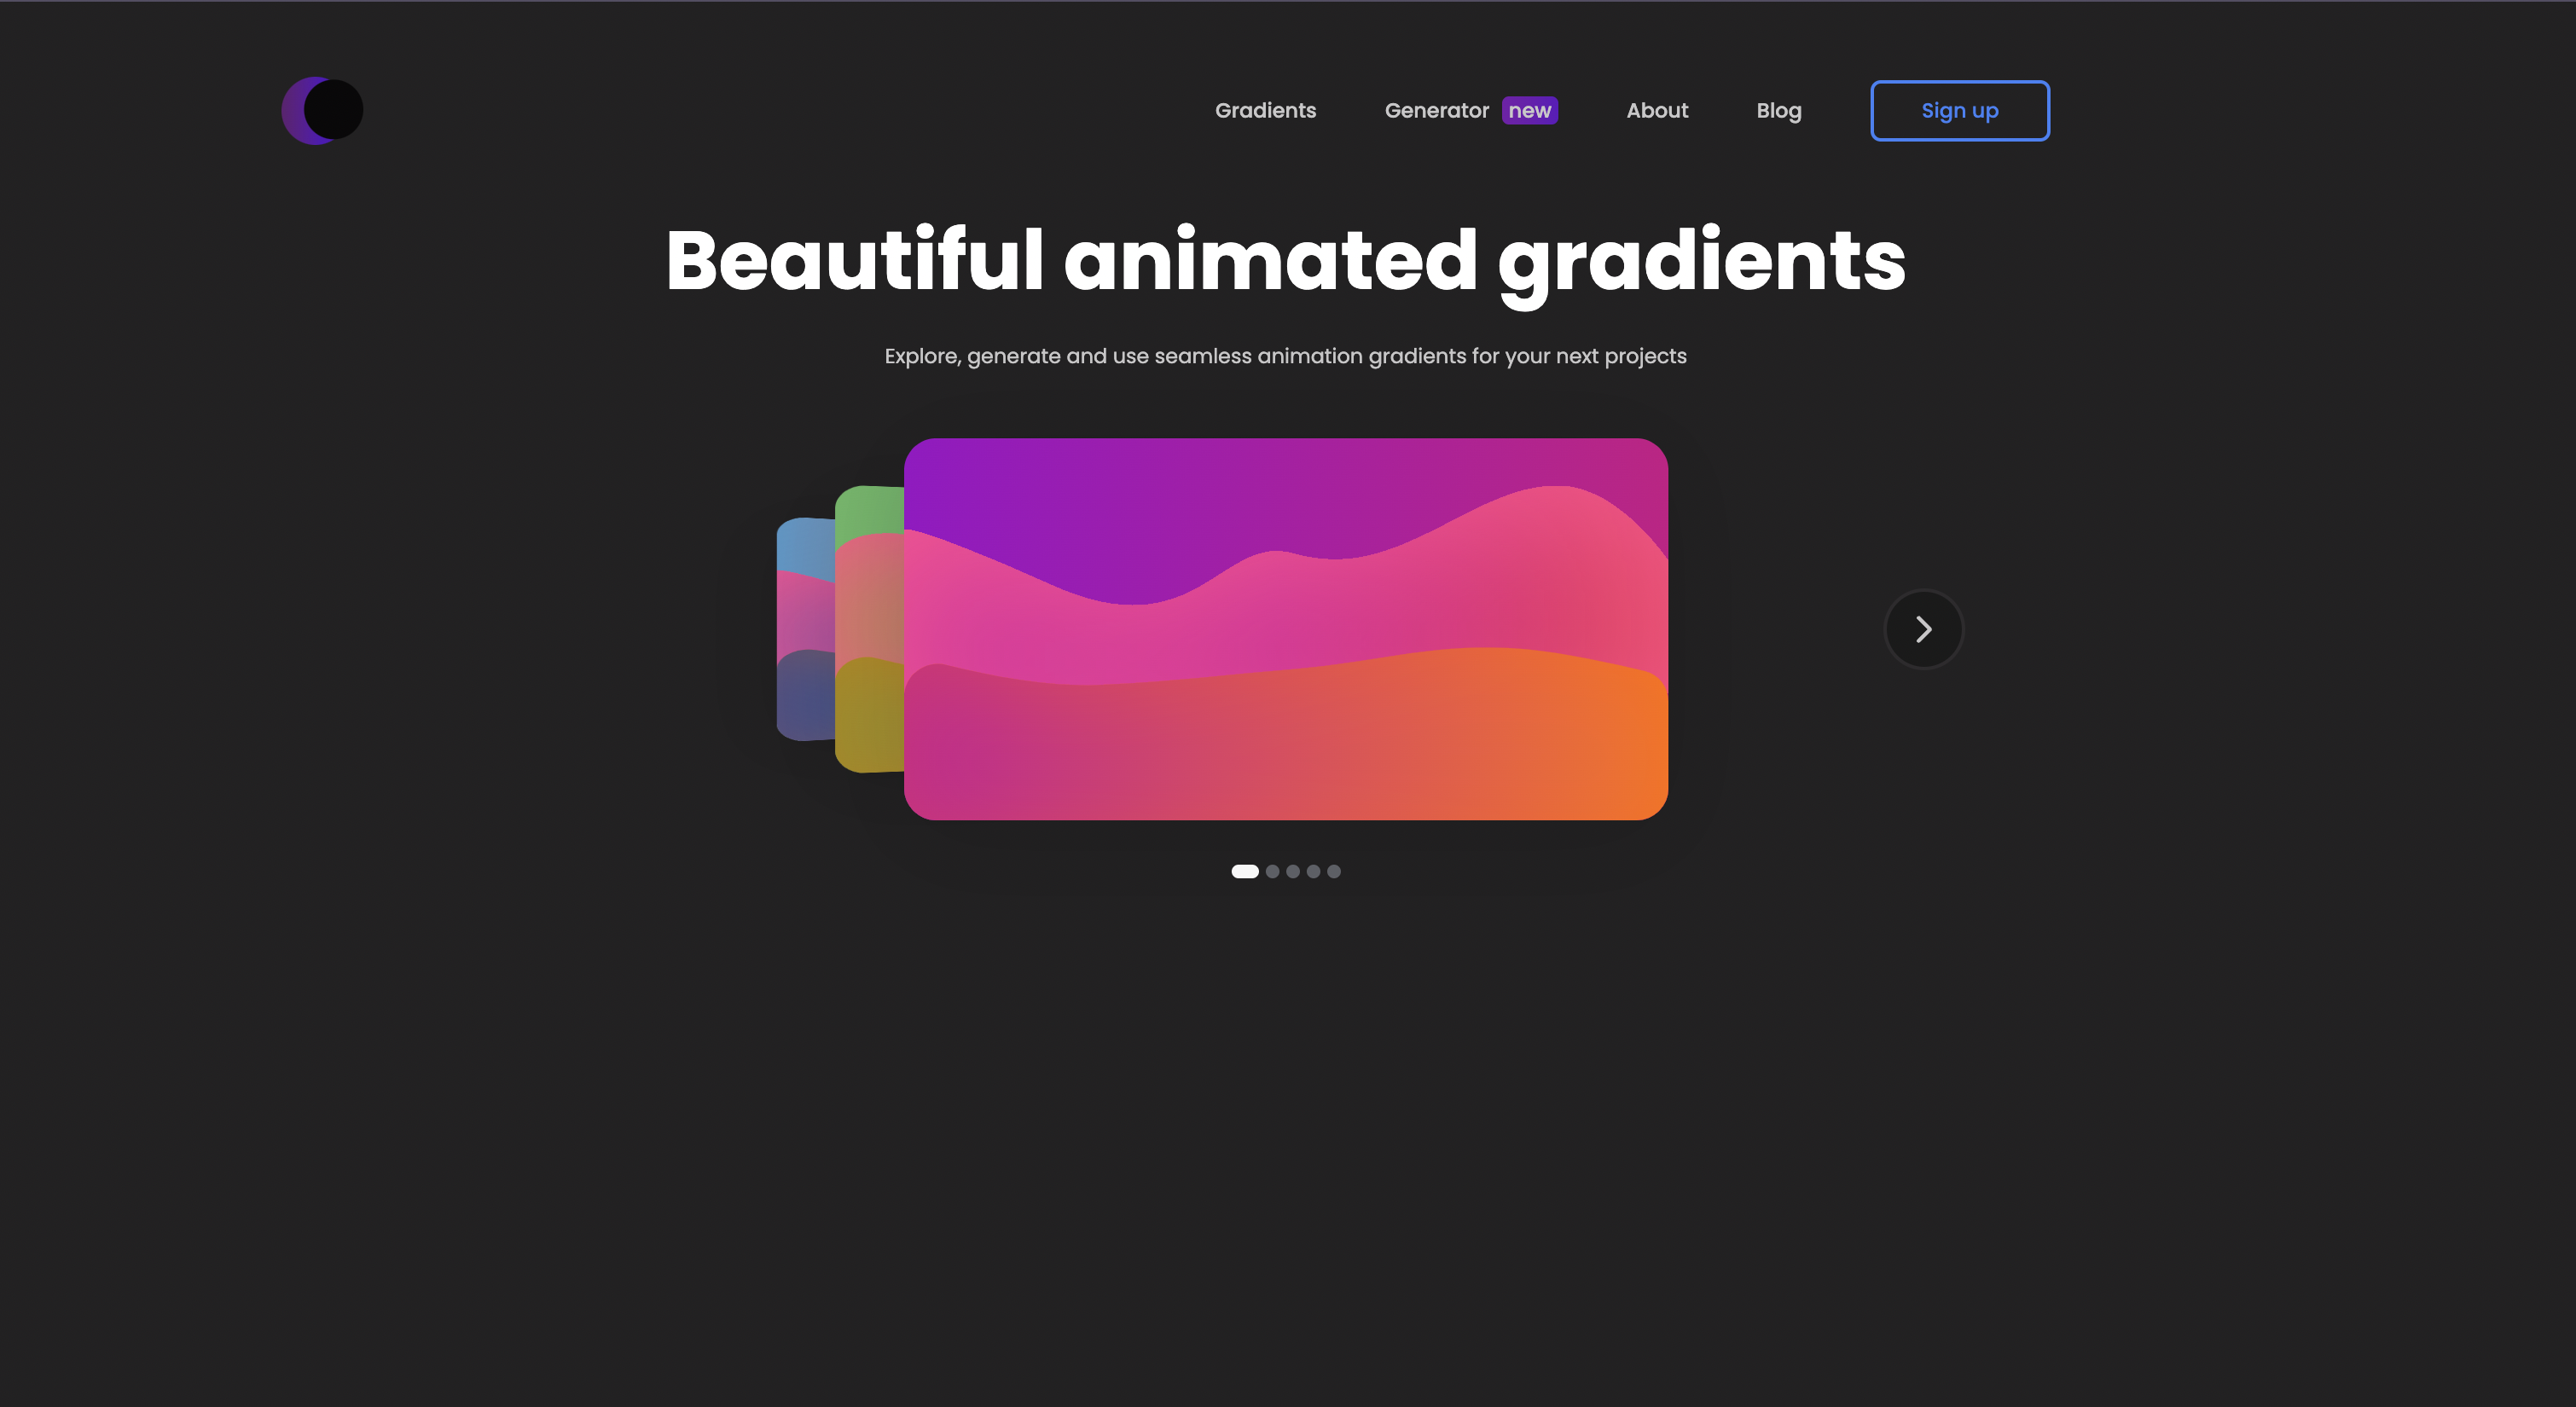 Gradients Generator new About Blog Sign up
Beautiful animated gradients
Explore, generate and use seamless animation gradients for your next projects